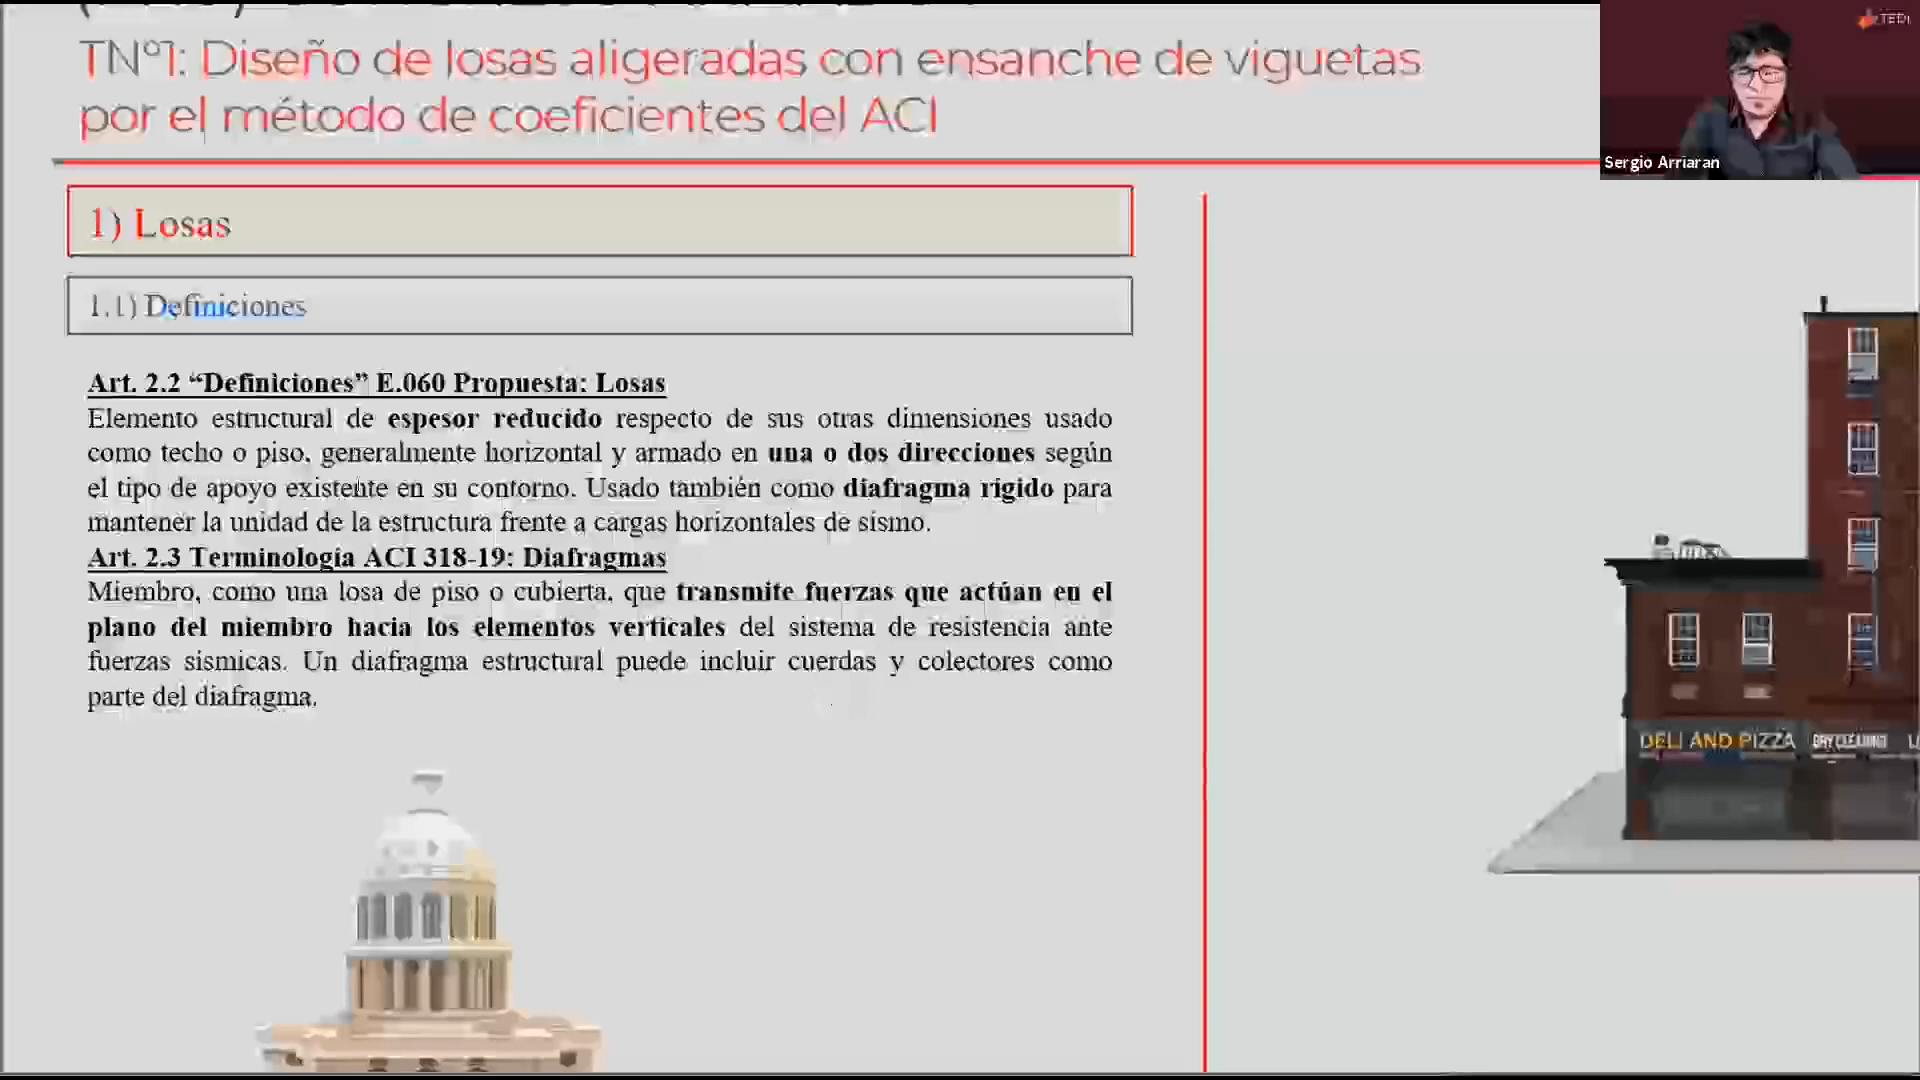 TN°1: Diseño de losas aligeradas con ensanche de viguetas
por el método de coeficientes del ACI
Sergio Arriaran
1) Losas
1.1) Definiciones
Art. 2.2 “Definiciones” E.060 Propuesta: Losas
Elemento estructural de espesor reducido respecto de sus otras dimensiones usado
como techo o piso, generalmente horizontal y armado en una o dos direcciones según
el tipo de apoyo existente en su contorno. Usado también como diafragma rígido para
mantener la unidad de la estructura frente a cargas horizontales de sismo.
Art. 2.3 Terminología ACI 318-19: Diafragmas
Miembro, como una losa de piso o cubierta, que transmite fuerzas que actúan en el
plano del miembro hacia los elementos verticales del sistema de resistencia ante
fuerzas sísmicas. Un diafragma estructural puede incluir cuerdas y colectores como
parte del diafragma.
DELI AND PIZZA
DRY CLEANING